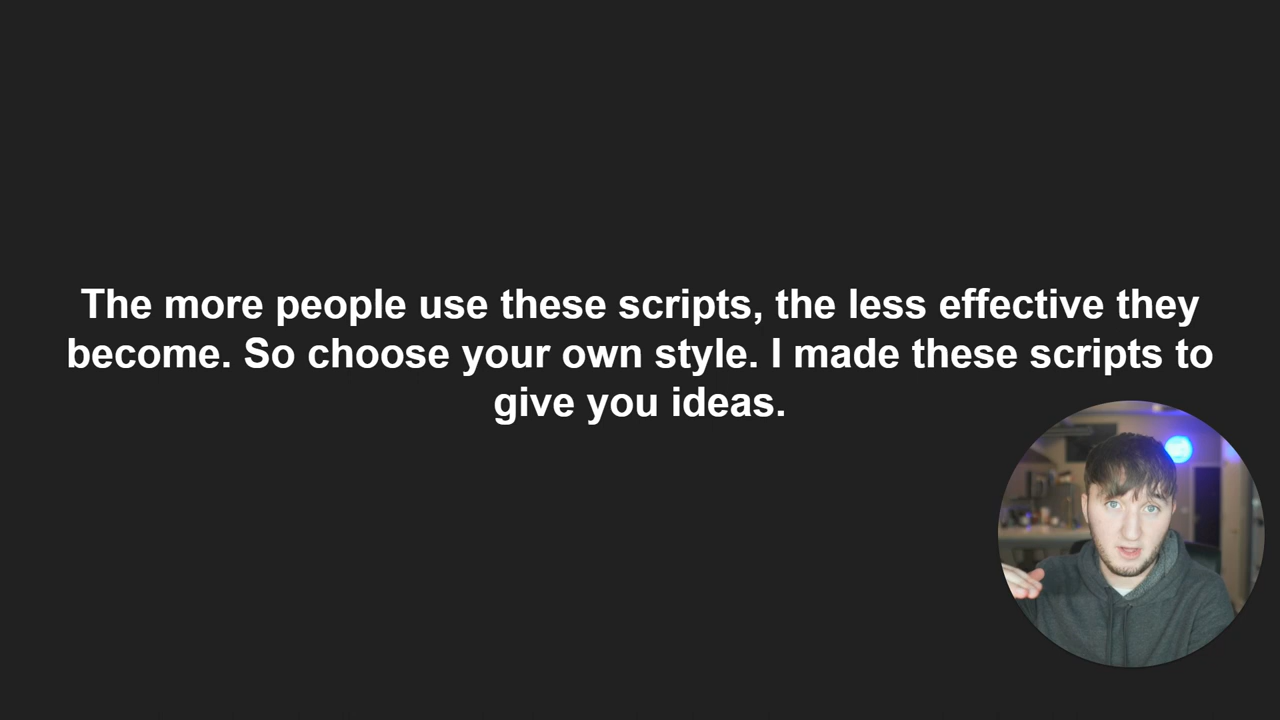 The more people use these scripts, the less effective they
become. So choose your own style. I made these scripts to
give you ideas.